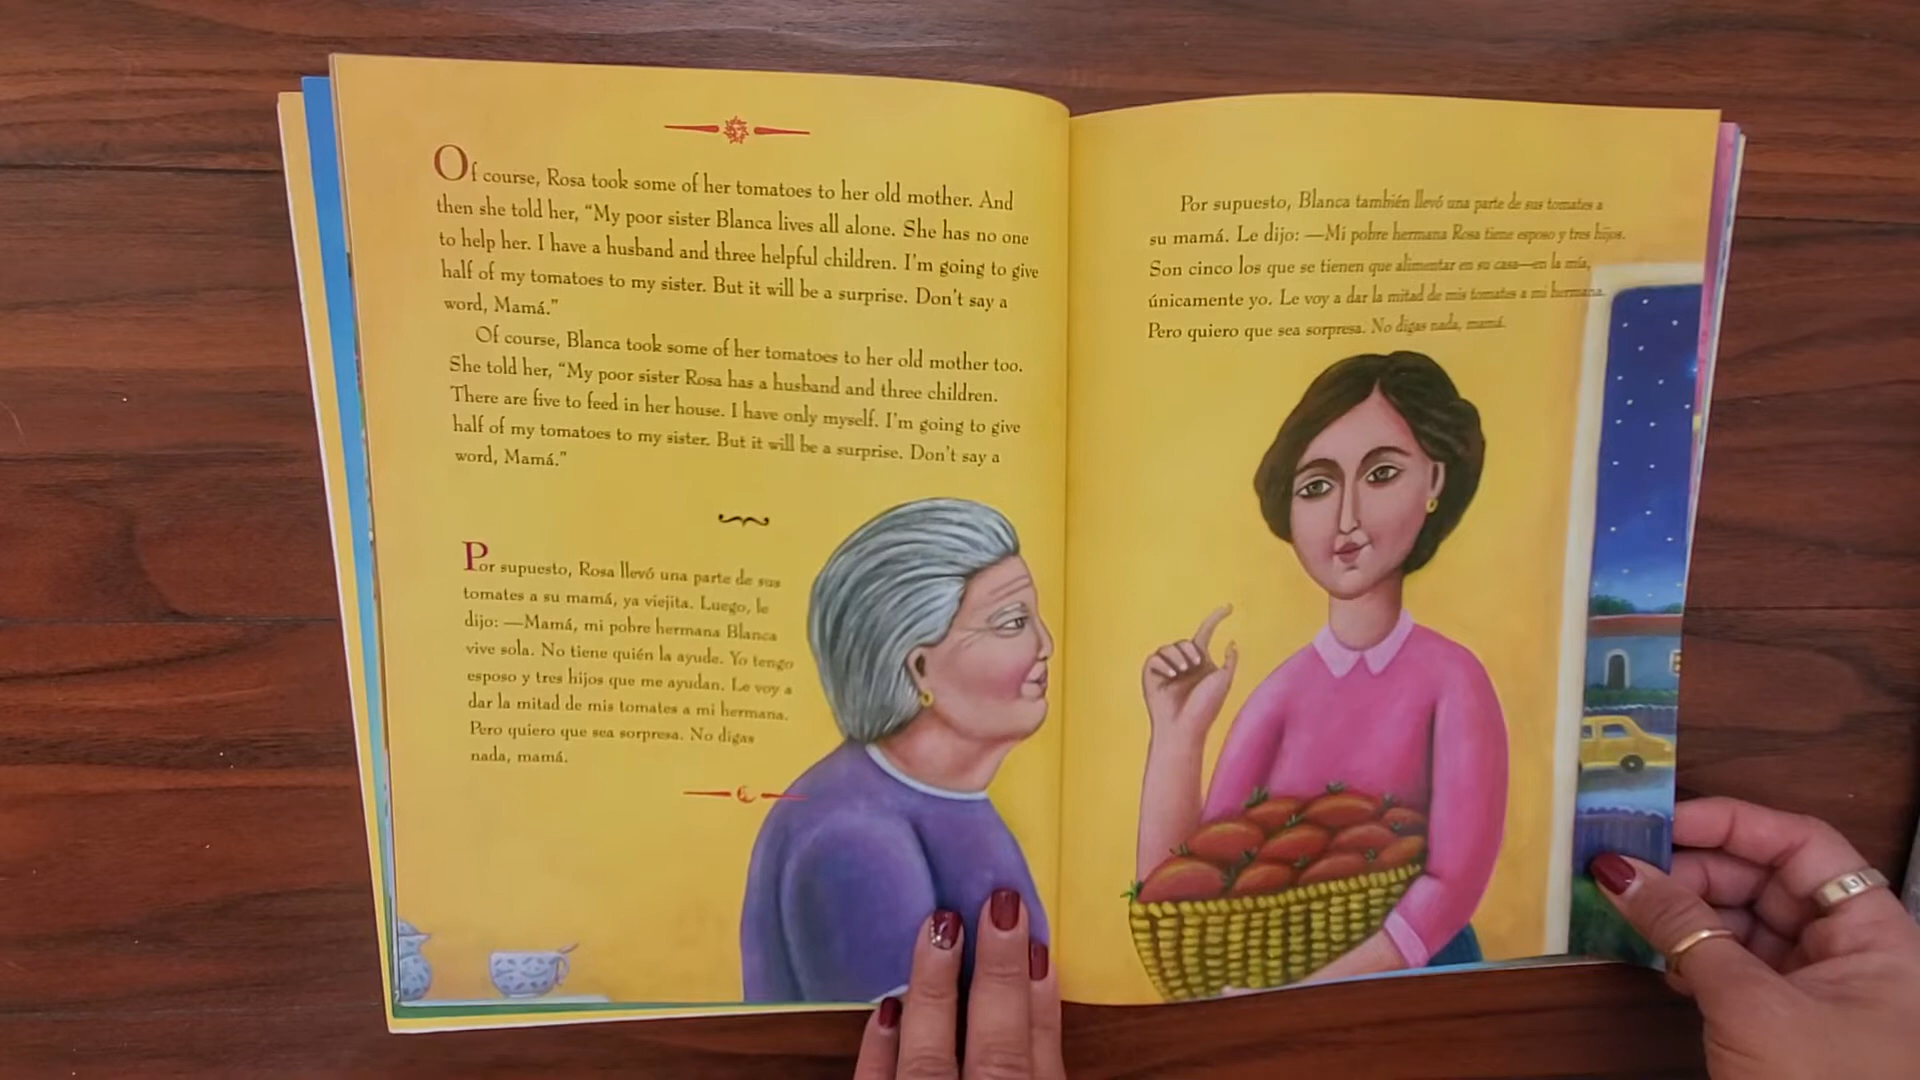 Of course, Rosa took some of her tomatoes to her old mother. And
then she told her, “My poor sister Blanca lives all alone. She has no one
to help her. I have a husband and three helpful children. I’m going to give
half of my tomatoes to my sister. But it will be a surprise. Don’t say a
word, Mamá.”
Of course, Blanca took some of her tomatoes to her old mother too.
She told her, “My poor sister Rosa has a husband and three children.
There are five to feed in her house. I have only myself. I’m going to give
half of my tomatoes to my sister. But it will be a surprise. Don’t say a
word, Mamá.”
Por supuesto, Rosa llevó una parte de sus
tomates a su mamá, ya viejita. Luego, le
dijo: —Mamá, mi pobre hermana Blanca
vive sola. No tiene quién la ayude. Yo tengo
esposo y tres hijos que me ayudan. Le voy a
dar la mitad de mis tomates a mi hermana.
Pero quiero que sea sorpresa. No digas
nada, mamá.
Por supuesto, Blanca también llevó una parte de sus tomates a
su mamá. Le dijo: —Mi pobre hermana Rosa tiene esposo y tres hijos.
Son cinco los que se tienen que alimentar en su casa—en la mía,
únicamente yo. Le voy a dar la mitad de mis tomates a mi hermana.
Pero quiero que sea sorpresa. No digas nada, mamá.